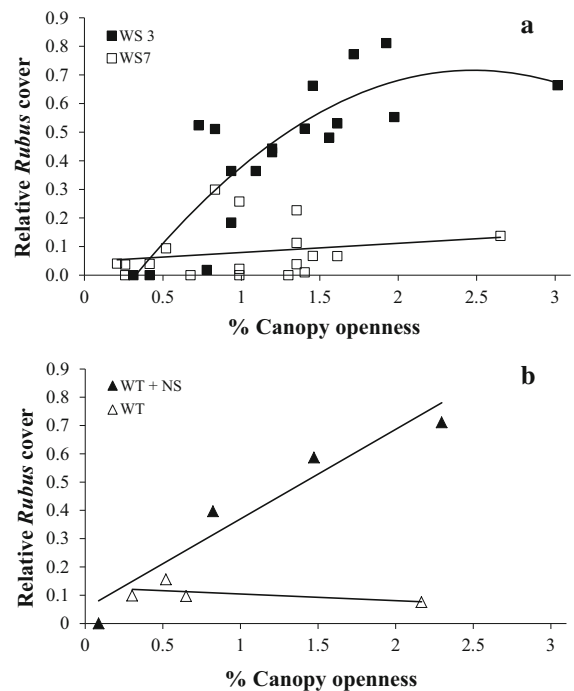 a
WS 3
WS7
Relative Rubus cover
0.9
0.8
0.7
0.6
0.5
0.4
0.3
0.2
0.1
0.0
0 0.5 1 1.5 2 2.5 3
% Canopy openness
b
WT + NS
WT
Relative Rubus cover
0.9
0.8
0.7
0.6
0.5
0.4
0.3
0.2
0.1
0
0 0.5 1 1.5 2 2.5 3
% Canopy openness